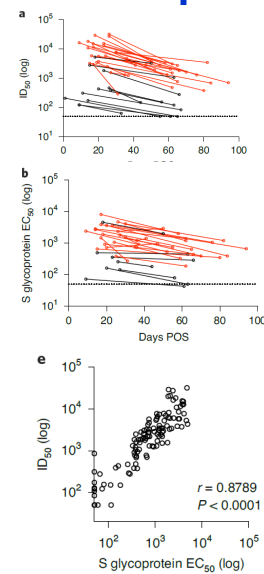 a
10⁵
10⁴
10³
10²
10¹
ID₅₀ (log)
0 20 40 60 80 100
b
10⁵
10⁴
10³
10²
10¹
S glycoprotein EC₅₀ (log)
0 20 40 60 80 100
Days POS
e
10⁵
10⁴
10³
10²
ID₅₀ (log)
r = 0.8789
P < 0.0001
10² 10³ 10⁴ 10⁵
S glycoprotein EC₅₀ (log)